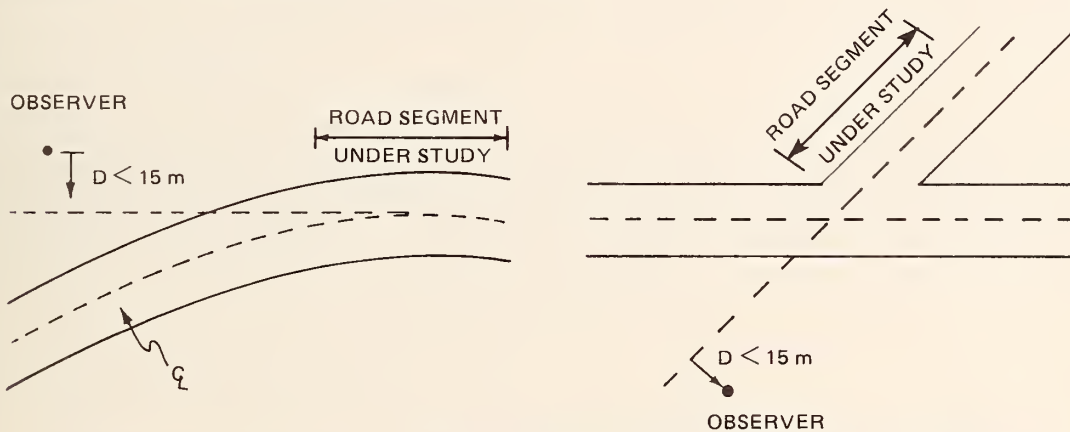 OBSERVER
D < 15 m
ROAD SEGMENT
UNDER STUDY
℄
ROAD SEGMENT
UNDER STUDY
D < 15 m
OBSERVER